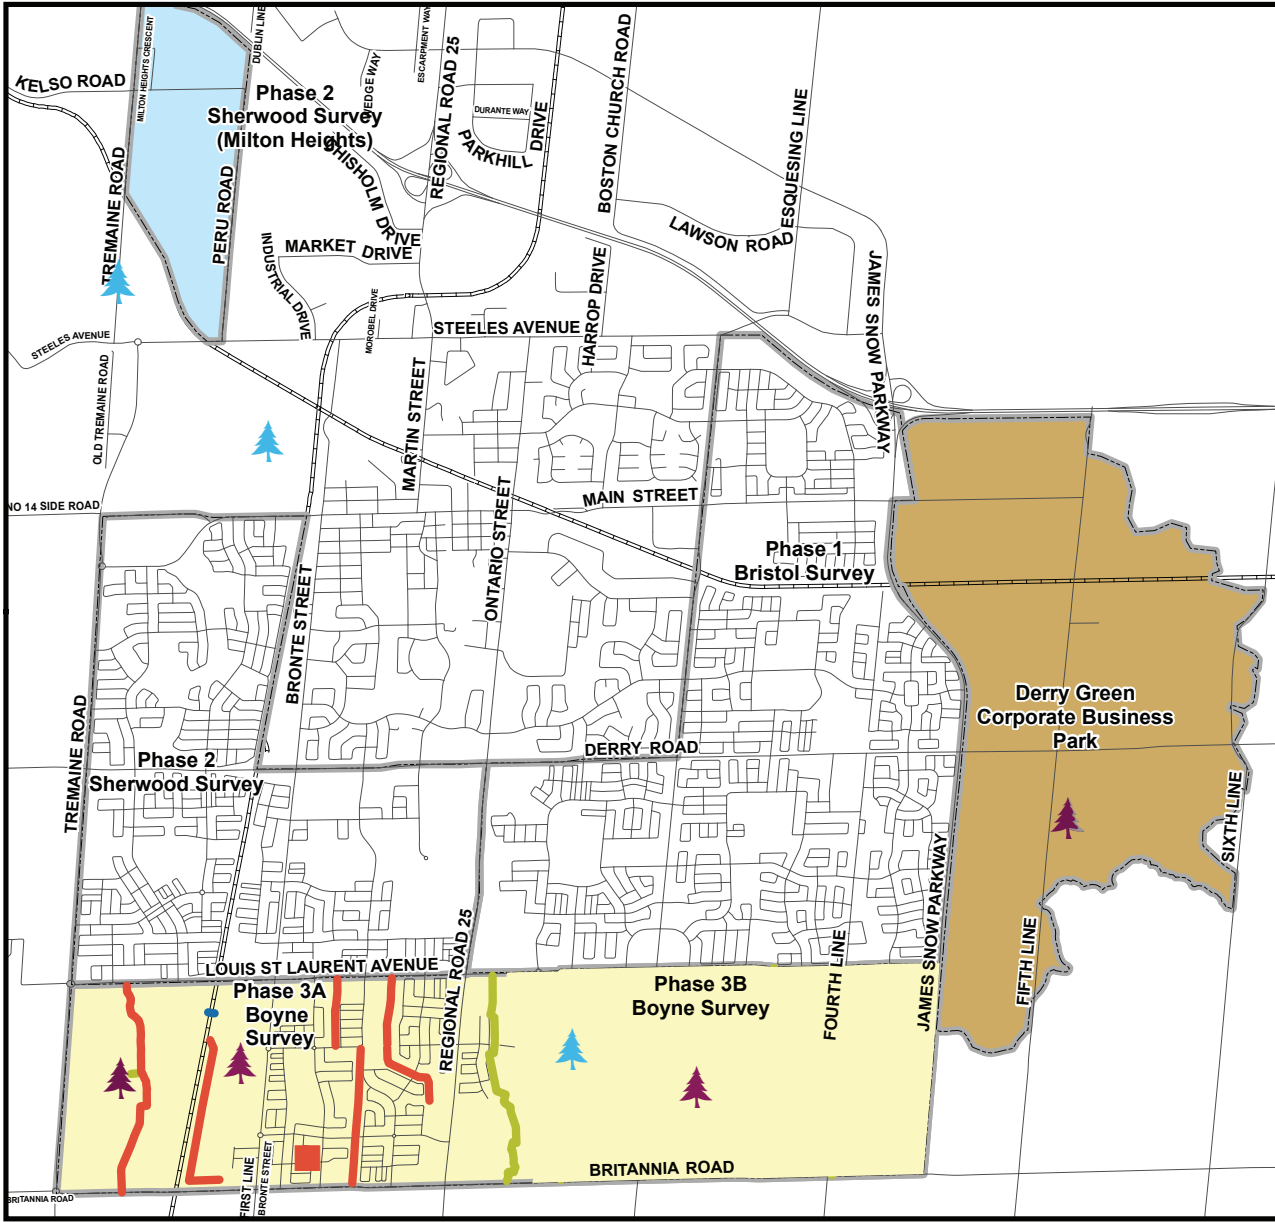 MILTON HEIGHTS CRESCENT
DUBLIN LINE
WEDGE WAY
ESCARPMENT WAY
REGIONAL ROAD 25
KELSO ROAD
Phase 2
Sherwood Survey
(Milton Heights)
DURANTE WAY
PARKHILL
DRIVE
BOSTON CHURCH ROAD
ESQUESING LINE
CHISHOLM DRIVE
TREMAINE ROAD
PERU ROAD
INDUSTRIAL DRIVE
MARKET DRIVE
LAWSON ROAD
JAMES SNOW PARKWAY
HARROP DRIVE
MOROBEL DRIVE
STEELES AVENUE
STEELES AVENUE
OLD TREMAINE ROAD
MARTIN STREET
MAIN STREET
NO 14 SIDE ROAD
ONTARIO STREET
Phase 1
Bristol Survey
BRONTE STREET
Derry Green
Corporate Business
Park
TREMAINE ROAD
Phase 2
Sherwood Survey
DERRY ROAD
SIXTH LINE
JAMES SNOW PARKWAY
FIFTH LINE
FOURTH LINE
REGIONAL ROAD 25
LOUIS ST LAURENT AVENUE
Phase 3A
Boyne
Survey
Phase 3B
Boyne Survey
BRITANNIA ROAD
FIRST LINE
BRONTE STREET
BRITANNIA ROAD